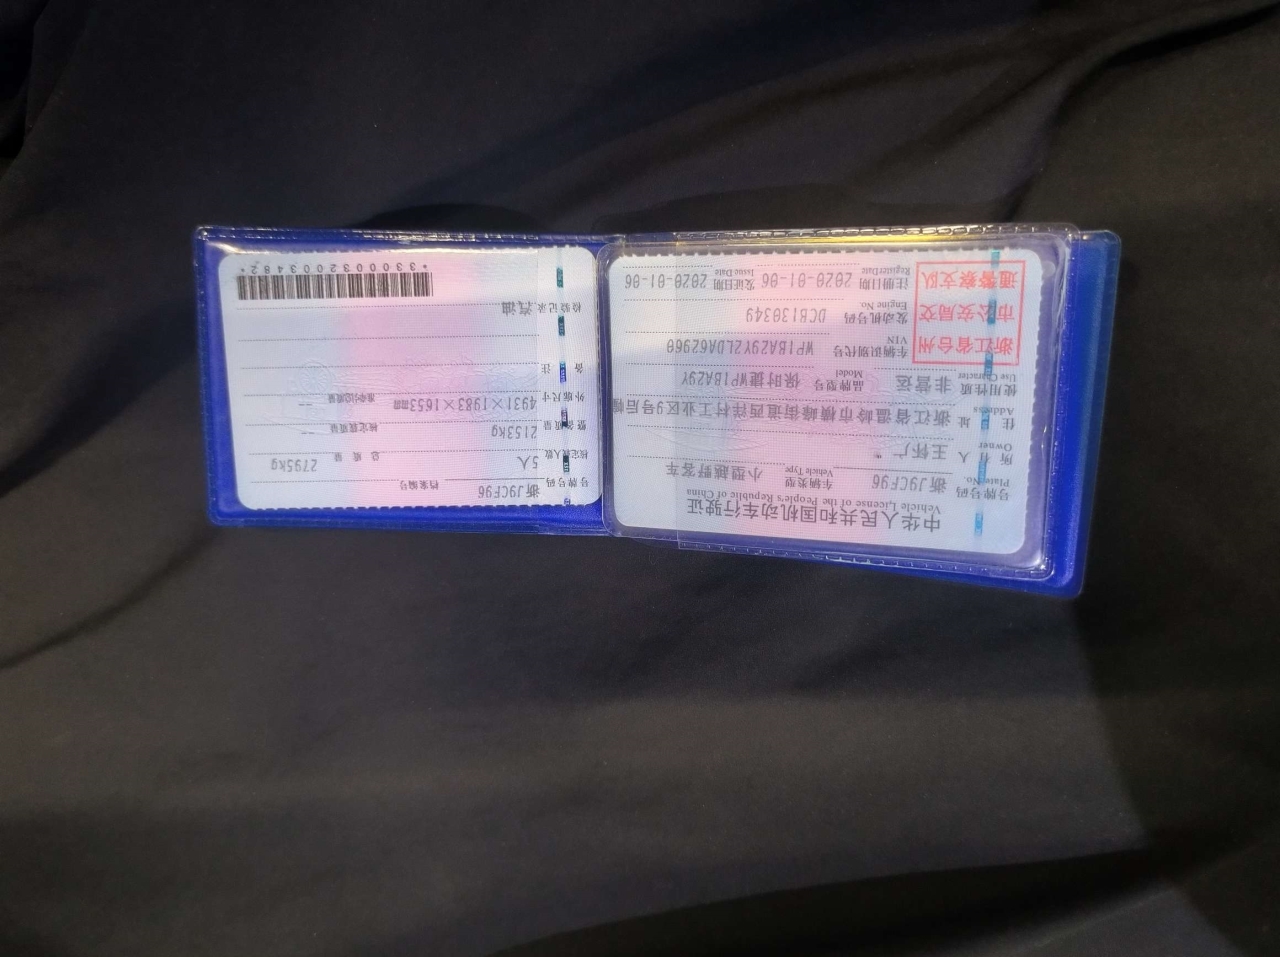 中华人民共和国机动车行驶证
Vehicle License of the People's Republic of China
号牌号码 浙J9CF96 车辆类型 小型越野客车
Plate No. Vehicle Type
所有人 王怀广
Owner
住址 浙江省温岭市横峰街道西洋村工业区9号后幢
Address
使用性质 非营运 品牌型号 保时捷WP1BA29Y
Use Character Model
浙江省台州
市公安局交
通警察支队
车辆识别代号 WP1BA29Y2LDA62960
VIN
发动机号码 DCB130349
Engine No.
注册日期 2020-01-06 发证日期 2020-01-06
Register Date Issue Date
号牌号码 浙J9CF96 档案编号
核定载人数 5人 总质量 2795kg
整备质量 2153kg 核定载质量 --
外廓尺寸 4931×1983×1653mm 准牵引总质量 --
备注
检验记录 汽油
*3300003200348２*